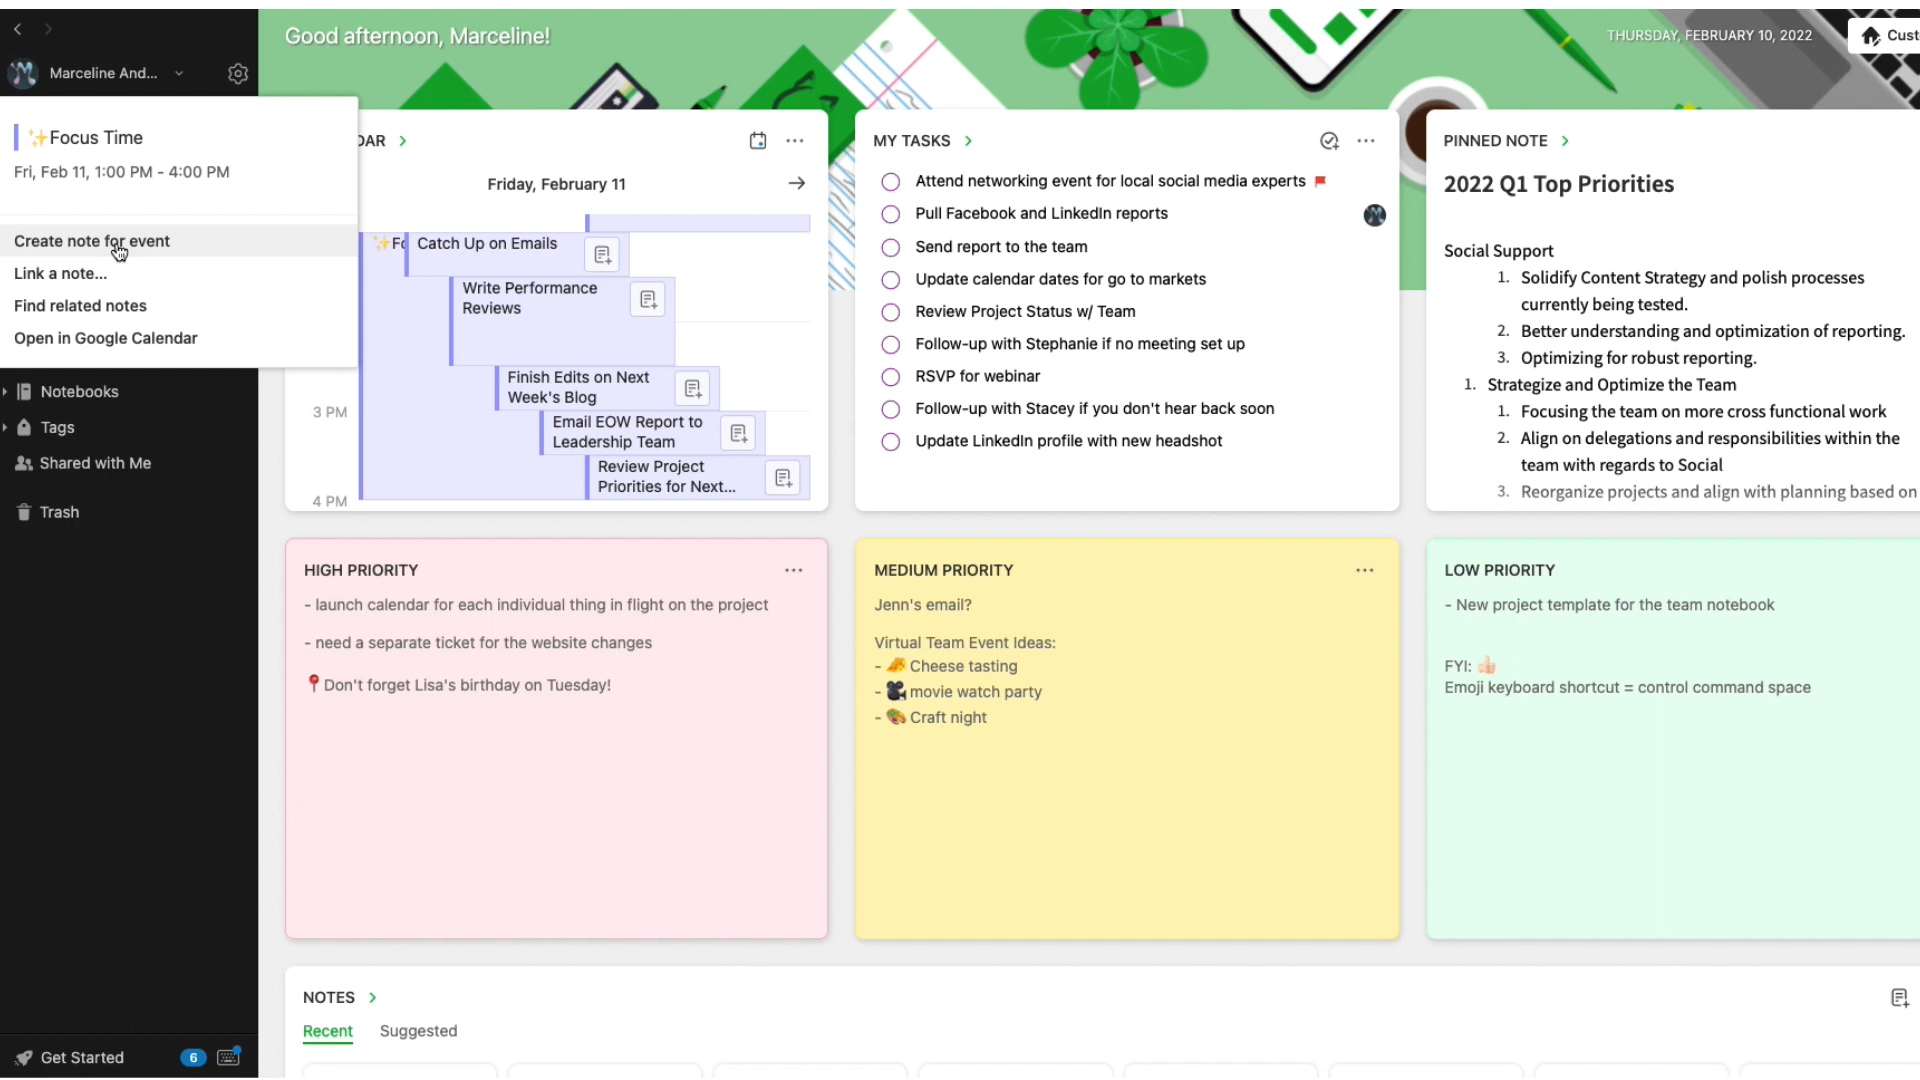 Good afternoon, Marceline!
THURSDAY, FEBRUARY 10, 2022
Marceline And...
✨Focus Time
Fri, Feb 11, 1:00 PM - 4:00 PM
Create note for event
Link a note...
Find related notes
Open in Google Calendar
Notebooks
Tags
Shared with Me
Trash
Get Started
6
Friday, February 11
Catch Up on Emails
Write Performance
Reviews
Finish Edits on Next
Week's Blog
3 PM
Email EOW Report to
Leadership Team
Review Project
Priorities for Next...
4 PM
MY TASKS
Attend networking event for local social media experts
Pull Facebook and LinkedIn reports
Send report to the team
Update calendar dates for go to markets
Review Project Status w/ Team
Follow-up with Stephanie if no meeting set up
RSVP for webinar
Follow-up with Stacey if you don't hear back soon
Update LinkedIn profile with new headshot
PINNED NOTE
2022 Q1 Top Priorities
Social Support
1. Solidify Content Strategy and polish processes
currently being tested.
2. Better understanding and optimization of reporting.
3. Optimizing for robust reporting.
1. Strategize and Optimize the Team
1. Focusing the team on more cross functional work
2. Align on delegations and responsibilities within the
team with regards to Social
3. Reorganize projects and align with planning based on
HIGH PRIORITY
- launch calendar for each individual thing in flight on the project
- need a separate ticket for the website changes
📍Don't forget Lisa's birthday on Tuesday!
MEDIUM PRIORITY
Jenn's email?
Virtual Team Event Ideas:
- 🧀 Cheese tasting
- 🎥 movie watch party
- 🎨 Craft night
LOW PRIORITY
- New project template for the team notebook
FYI: 👍🏻
Emoji keyboard shortcut = control command space
NOTES
Recent
Suggested